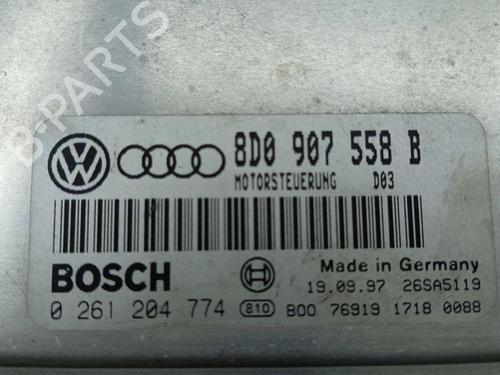 B-PARTS
8D0 907 558 B
MOTORSTEUERUNG D03
BOSCH
Made in Germany
19.09.97 26SA5119
0 261 204 774 810 B00 76919 1718 0088